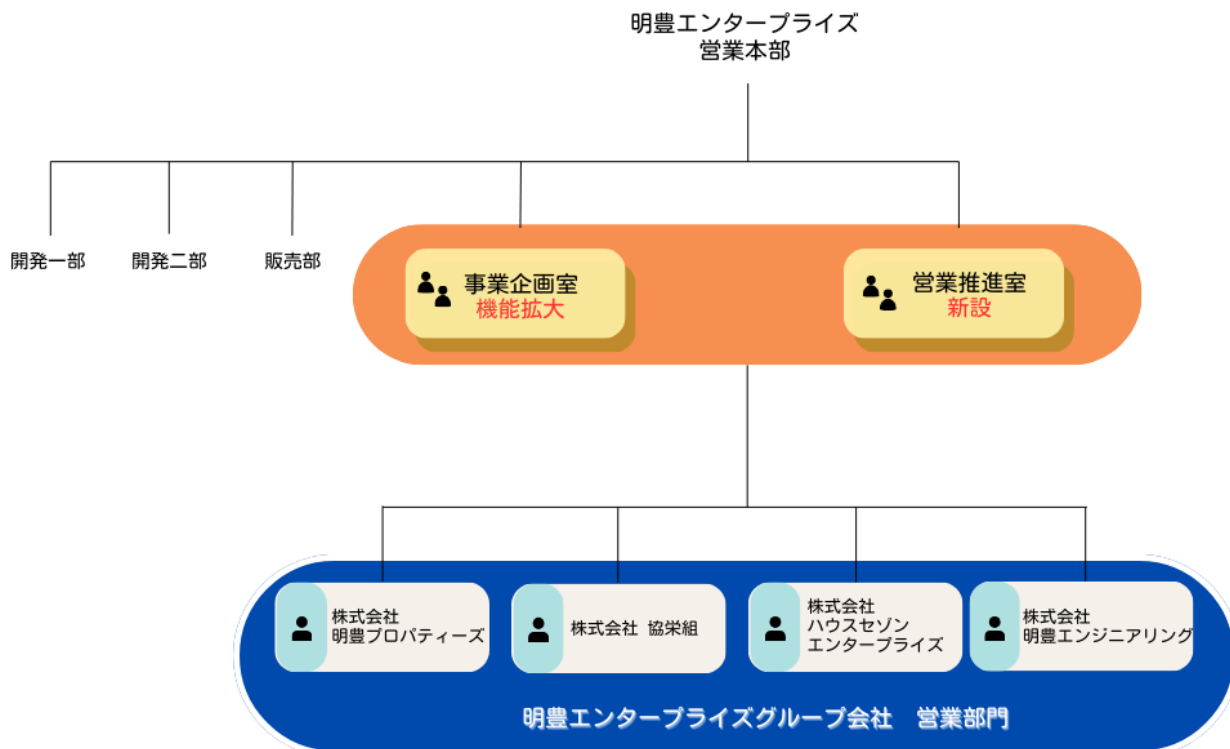 明豊エンタープライズ
営業本部
開発一部
開発二部
販売部
事業企画室
機能拡大
営業推進室
新設
株式会社
明豊プロパティーズ
株式会社 協栄組
株式会社
ハウスセゾン
エンタープライズ
株式会社
明豊エンジニアリング
明豊エンタープライズグループ会社　営業部門